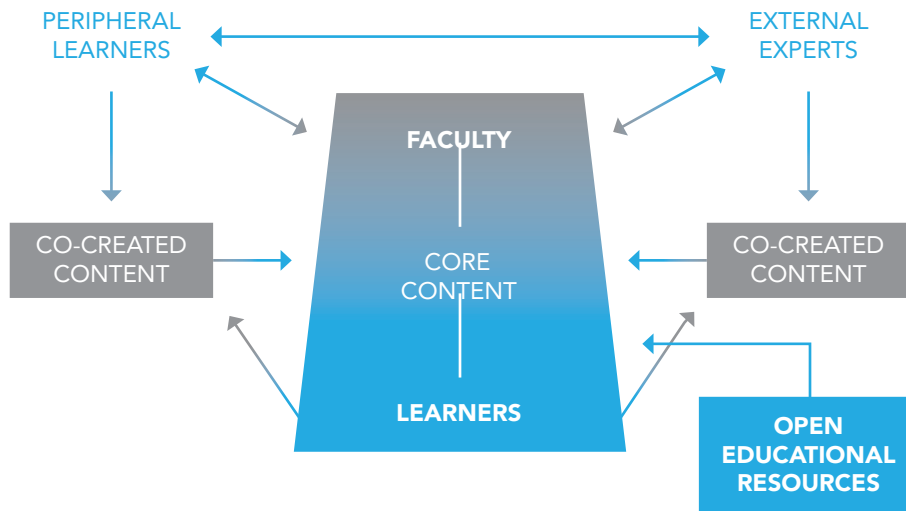 PERIPHERAL
LEARNERS
EXTERNAL
EXPERTS
FACULTY
CO-CREATED
CONTENT
CORE
CONTENT
CO-CREATED
CONTENT
LEARNERS
OPEN
EDUCATIONAL
RESOURCES